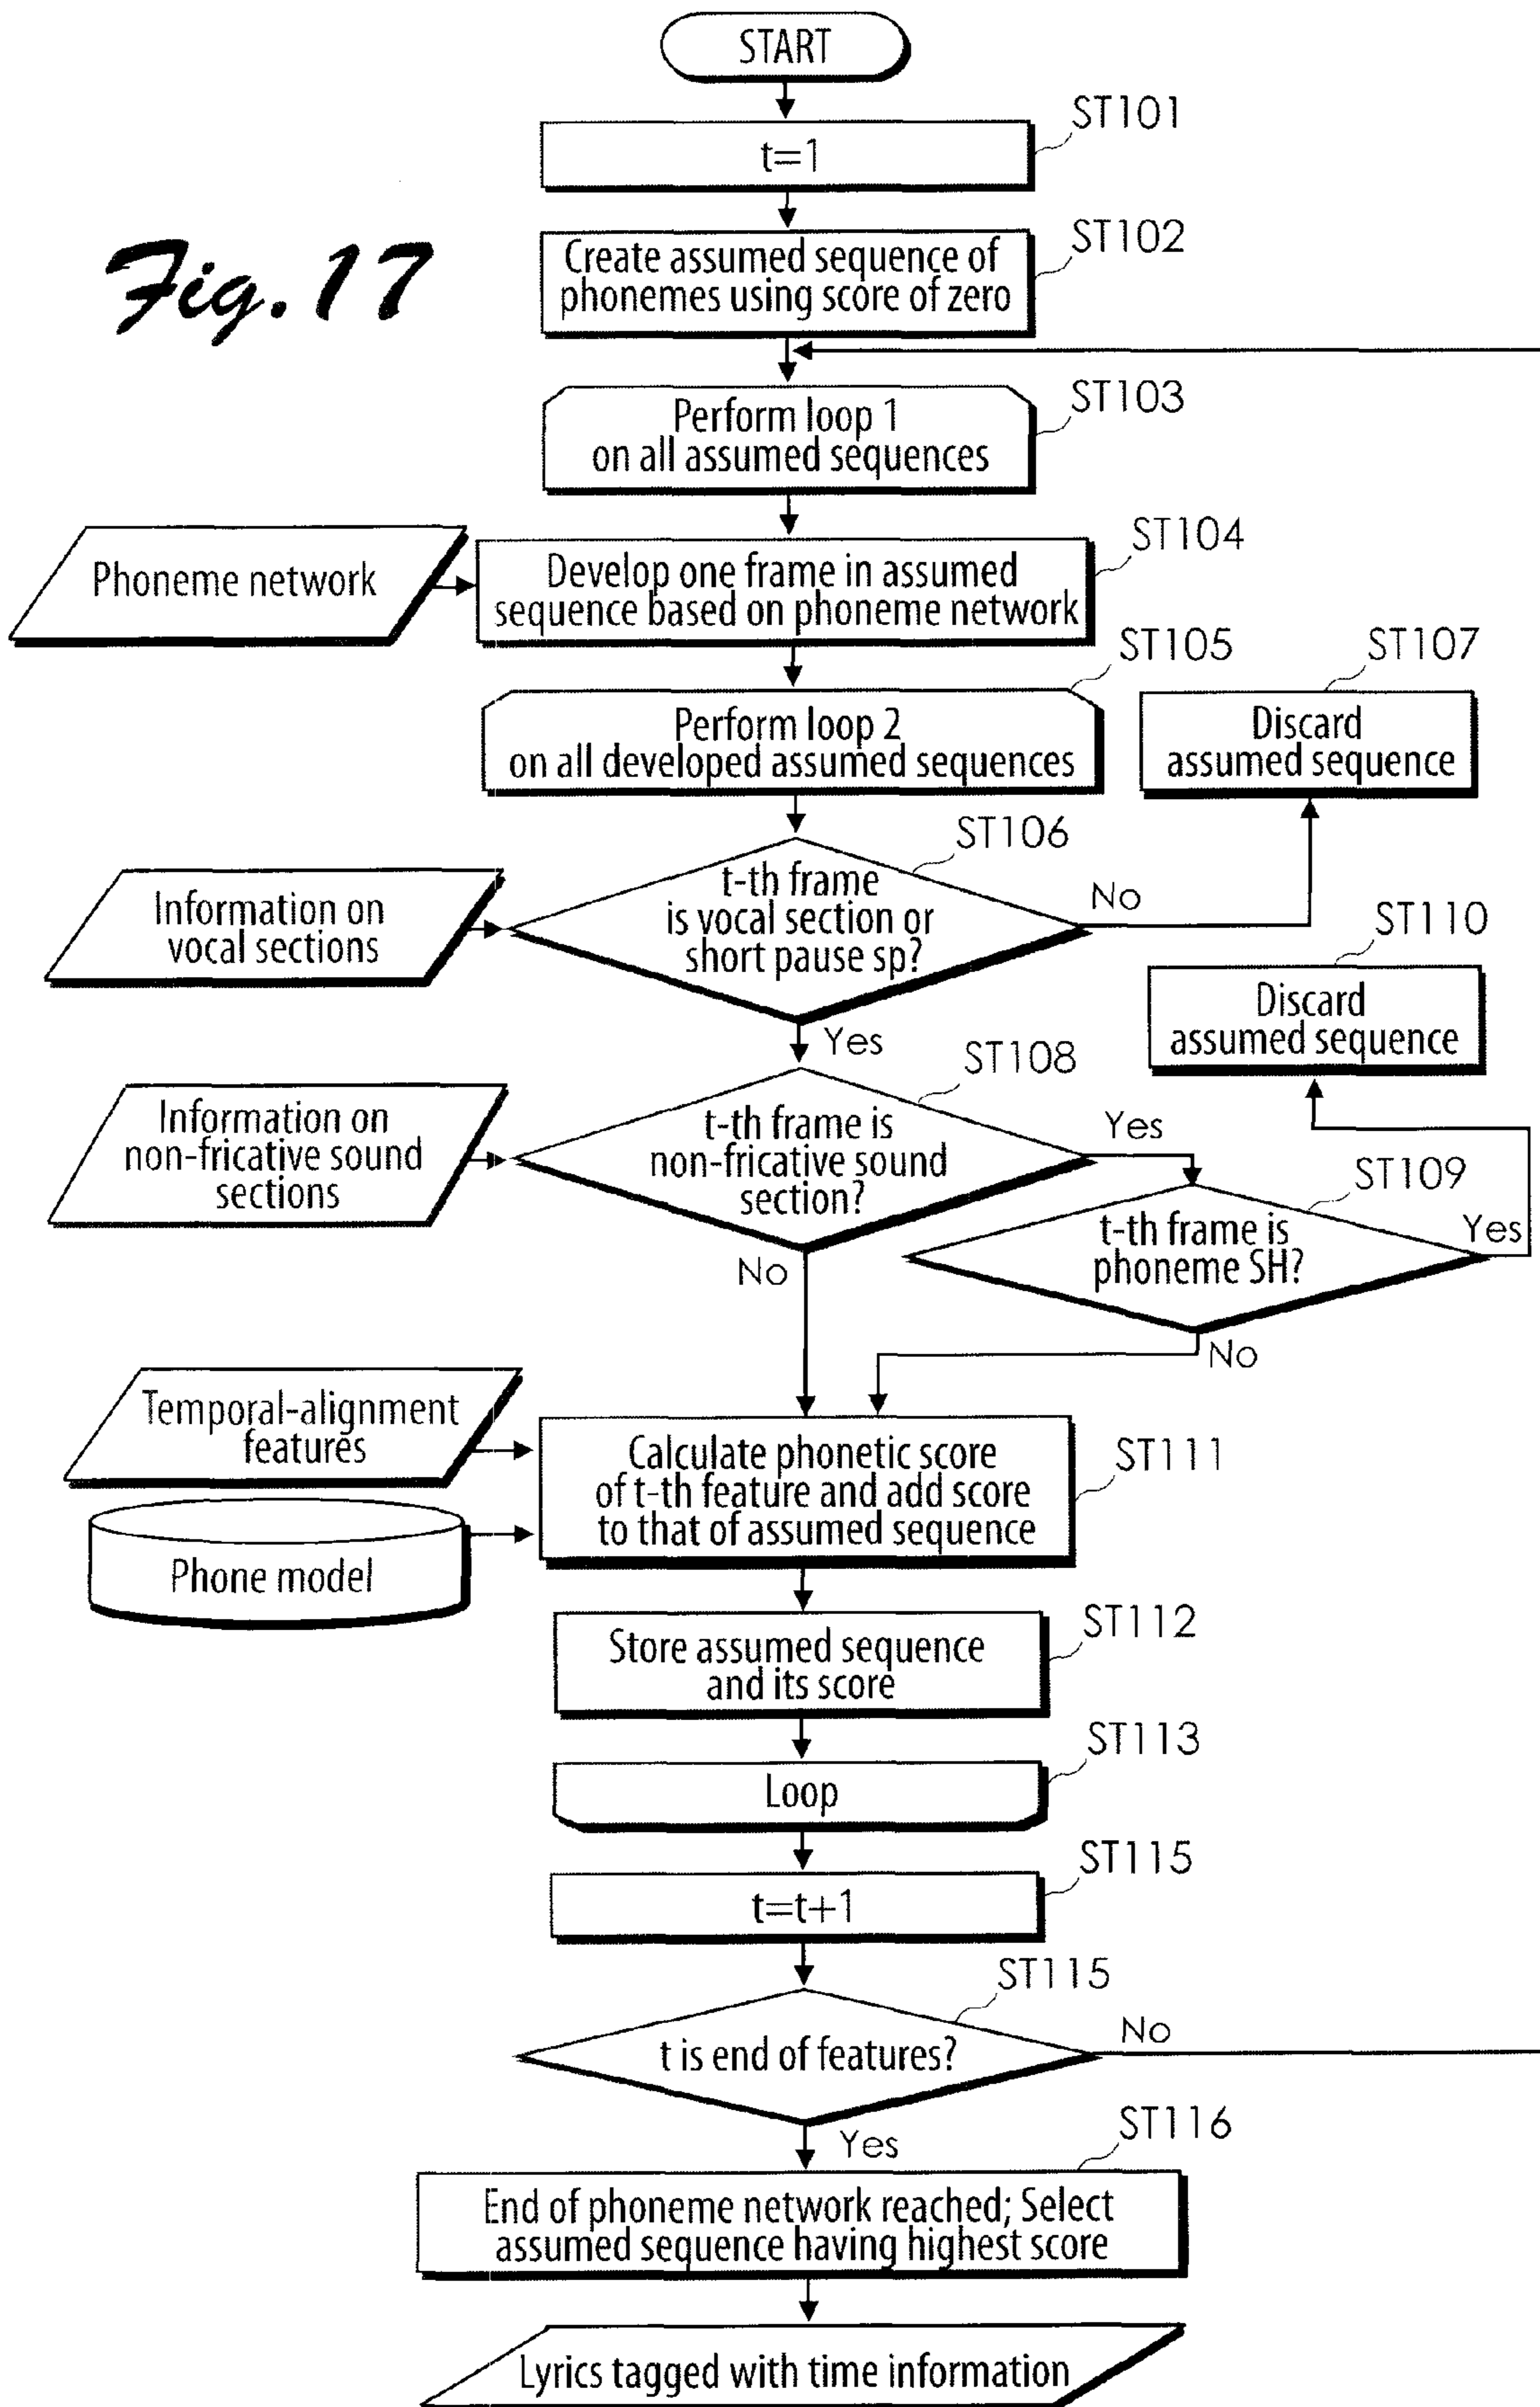 START
ST101
t=1
Fig.17
ST102
Create assumed sequence of
phonemes using score of zero
ST103
Perform loop 1
on all assumed sequences
Phoneme network
ST104
Develop one frame in assumed
sequence based on phoneme network
ST105
Perform loop 2
on all developed assumed sequences
ST107
Discard
assumed sequence
Information on
vocal sections
ST106
t-th frame
is vocal section or
short pause sp?
No
Yes
ST110
Discard
assumed sequence
Information on
non-fricative sound
sections
ST108
t-th frame is
non-fricative sound
section?
Yes
No
ST109
t-th frame is
phoneme SH?
Yes
No
Temporal-alignment
features
Phone model
ST111
Calculate phonetic score
of t-th feature and add score
to that of assumed sequence
ST112
Store assumed sequence
and its score
ST113
Loop
ST115
t=t+1
ST115
t is end of features?
No
Yes
ST116
End of phoneme network reached; Select
assumed sequence having highest score
Lyrics tagged with time information